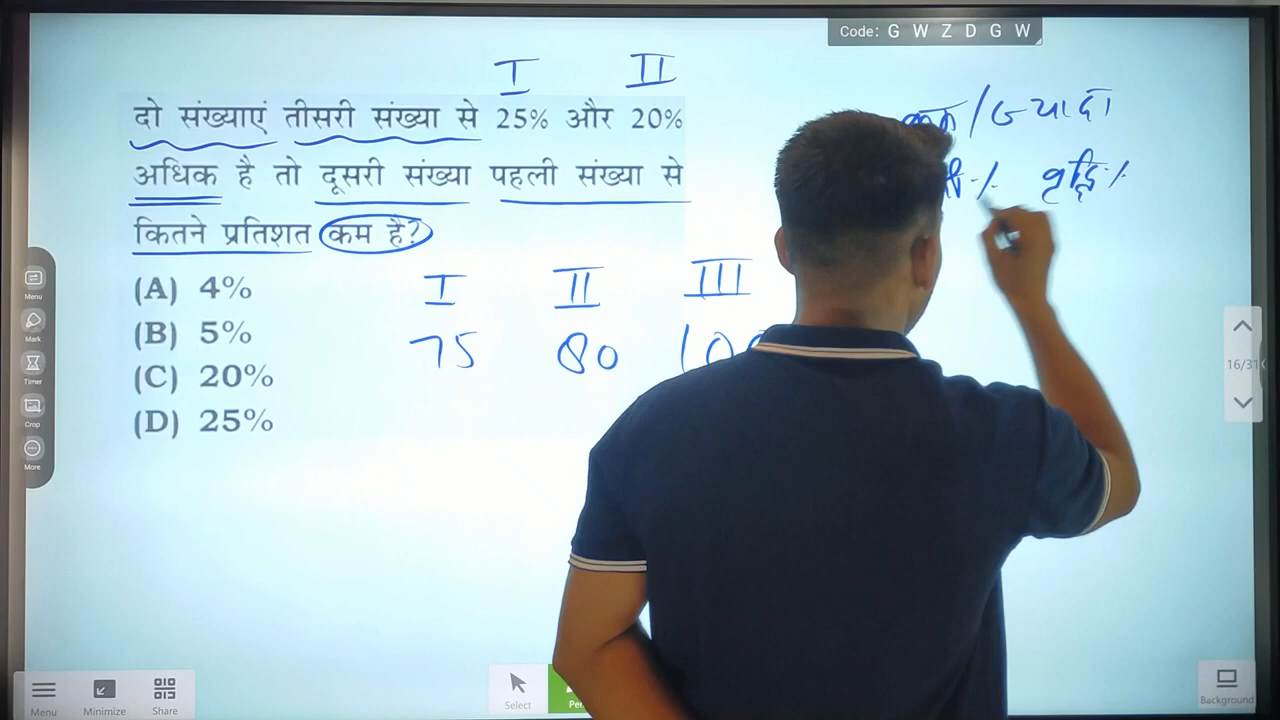 Code: G W Z D G W
I II
दो संख्याएं तीसरी संख्या से 25% और 20%
अधिक है तो दूसरी संख्या पहली संख्या से
कितने प्रतिशत कम है?
(A) 4%
(B) 5%
(C) 20%
(D) 25%
I II III
75 80 100
/ ज्यादा
% वृद्धि%
Menu
Mark
Timer
Crop
More
16/31
Menu
Minimize
Share
Select
Background